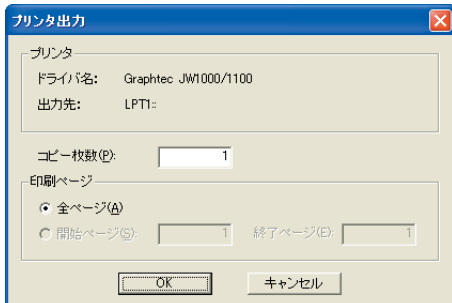 プリンタ出力
プリンタ
ドライバ名: Graphtec JW1000/1100
出力先: LPT1::
コピー枚数(P): 1
印刷ページ
全ページ(A)
開始ページ(S): 1 終了ページ(E): 1
OK キャンセル